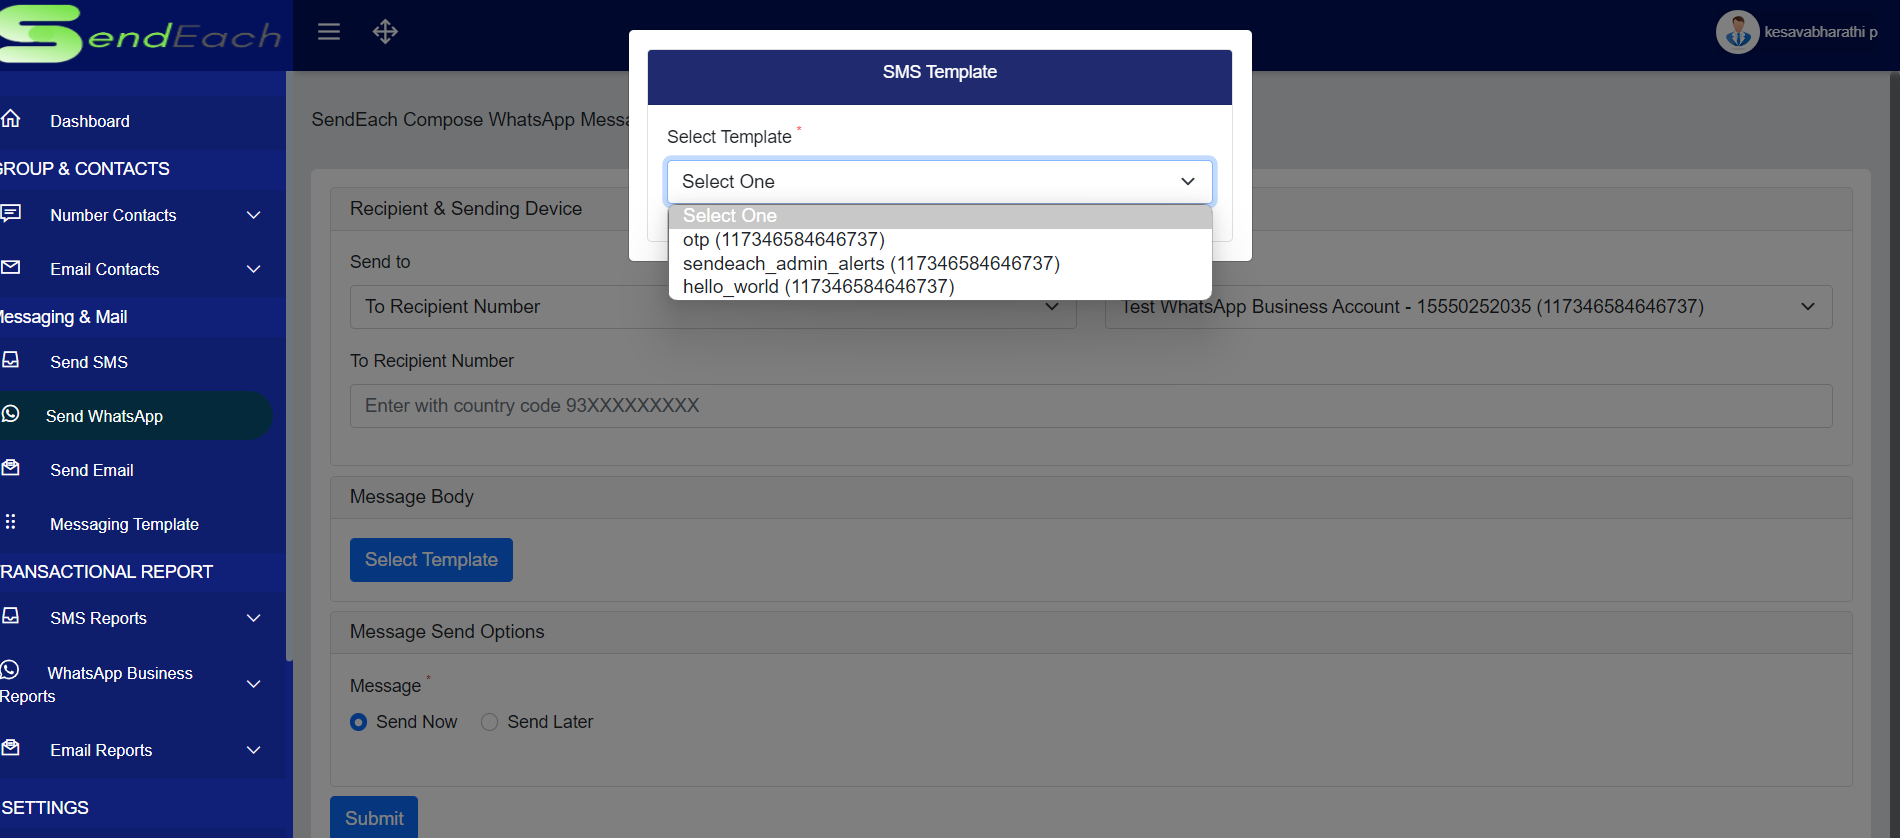 SendEach
kesavabharathi p
Dashboard
GROUP & CONTACTS
Number Contacts
Email Contacts
Messaging & Mail
Send SMS
Send WhatsApp
Send Email
Messaging Template
TRANSACTIONAL REPORT
SMS Reports
WhatsApp Business
Reports
Email Reports
SETTINGS
SendEach Compose WhatsApp Messa
SMS Template
Select Template *
Select One
Select One
otp (117346584646737)
sendeach_admin_alerts (117346584646737)
hello_world (117346584646737)
Recipient & Sending Device
Send to
To Recipient Number
Test WhatsApp Business Account - 15550252035 (117346584646737)
To Recipient Number
Enter with country code 93XXXXXXXXX
Message Body
Select Template
Message Send Options
Message *
Send Now
Send Later
Submit